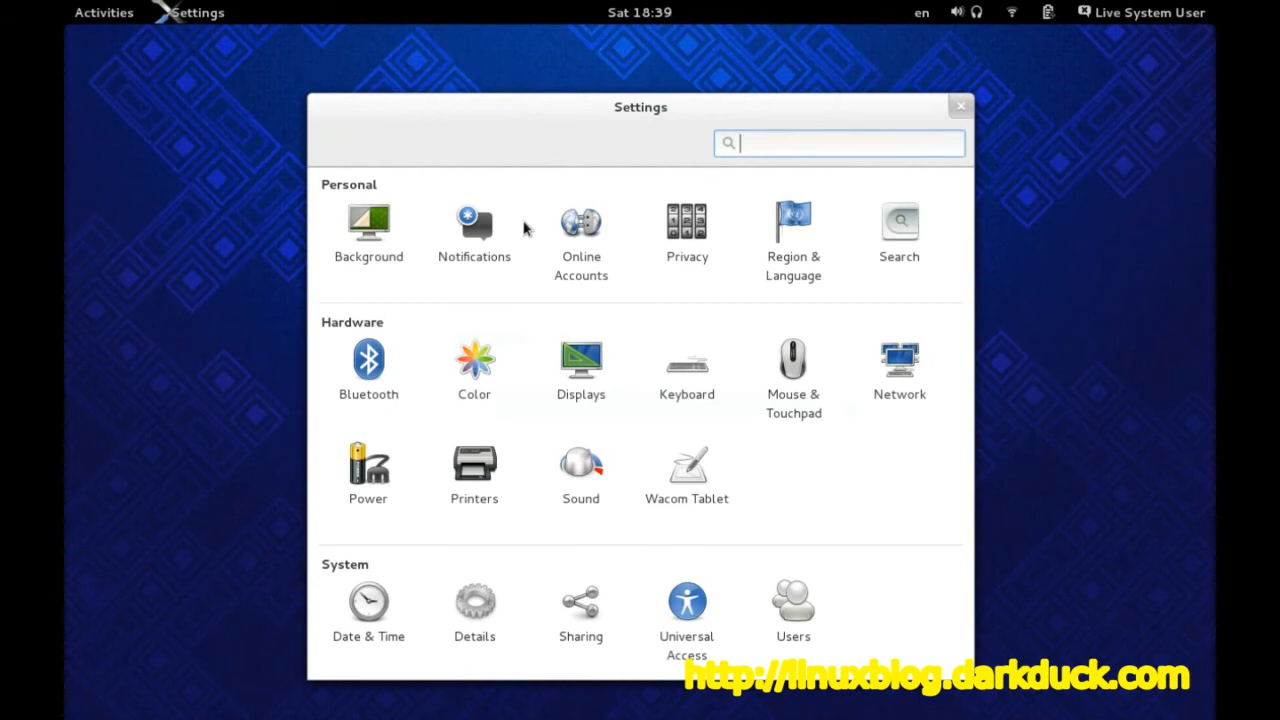 Activities Settings Sat 18:39 en Live System User
Settings
Personal
Background Notifications Online Accounts Privacy Region & Language Search
Hardware
Bluetooth Color Displays Keyboard Mouse & Touchpad Network
Power Printers Sound Wacom Tablet
System
Date & Time Details Sharing Universal Access Users
http://linuxblog.darkduck.com